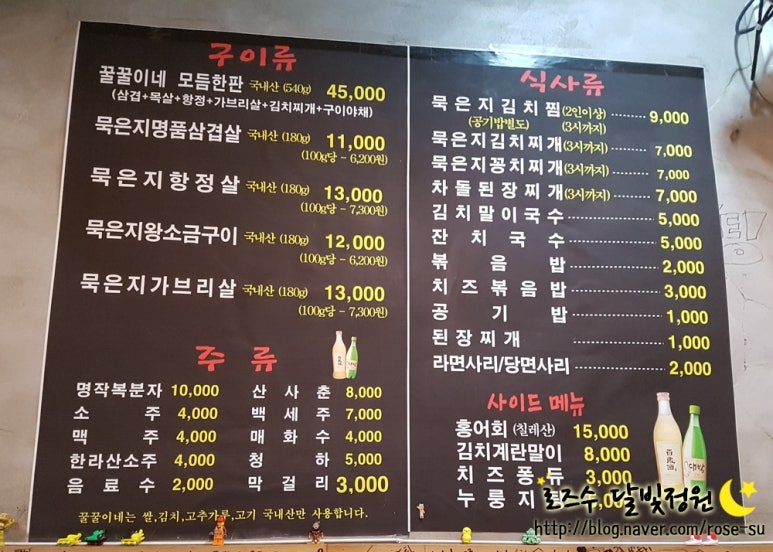 구이류
꿀꿀이네 모듬한판 국내산 (540g) 45,000
(삼겹+목살+항정+가브리살+김치찌개+구이야채)
묵은지명품삼겹살 국내산 (180g) 11,000
(100g당 - 6,200원)
묵은지항정살 국내산 (180g) 13,000
(100g당 - 7,300원)
묵은지왕소금구이 국내산 (180g) 12,000
(100g당 - 6,200원)
묵은지가브리살 국내산 (180g) 13,000
(100g당 - 7,300원)
주류
명작복분자 10,000 산사춘 8,000
소주 4,000 백세주 7,000
맥주 4,000 매화수 4,000
한라산소주 4,000 청하 5,000
음료수 2,000 막걸리 3,000
꿀꿀이네는 쌀,김치,고추가루,고기 국내산만 사용합니다.
식사류
묵은지김치찜(2인이상) 9,000
(공기밥별도) (3시까지)
묵은지김치찌개(3시까지) 7,000
묵은지꽁치찌개(3시까지) 7,000
차돌된장찌개(3시까지) 7,000
김치말이국수 5,000
잔치국수 5,000
볶음밥 2,000
치즈볶음밥 3,000
공기밥 1,000
된장찌개 1,000
라면사리/당면사리 2,000
사이드 메뉴
홍어회 (칠레산) 15,000
김치계란말이 8,000
치즈퐁듀 3,000
누룽지
로즈수, 달빛정원
http://blog.naver.com/rose-su